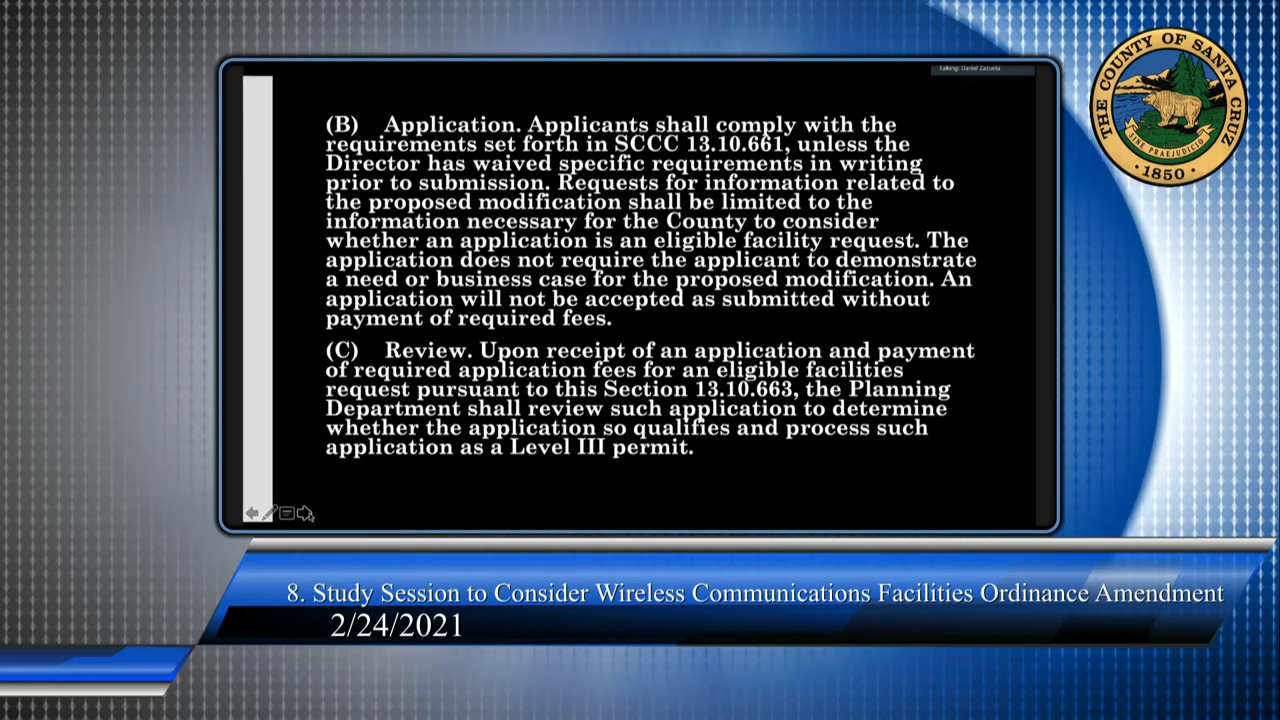 Talking: Daniel Zazueta
(B) Application. Applicants shall comply with the
requirements set forth in SCCC 13.10.661, unless the
Director has waived specific requirements in writing
prior to submission. Requests for information related to
the proposed modification shall be limited to the
information necessary for the County to consider
whether an application is an eligible facility request. The
application does not require the applicant to demonstrate
a need or business case for the proposed modification. An
application will not be accepted as submitted without
payment of required fees.
(C) Review. Upon receipt of an application and payment
of required application fees for an eligible facilities
request pursuant to this Section 13.10.663, the Planning
Department shall review such application to determine
whether the application so qualifies and process such
application as a Level III permit.
THE COUNTY OF SANTA CRUZ
SINE PRAEJUDICIO
• 1850 •
8. Study Session to Consider Wireless Communications Facilities Ordinance Amendment
2/24/2021